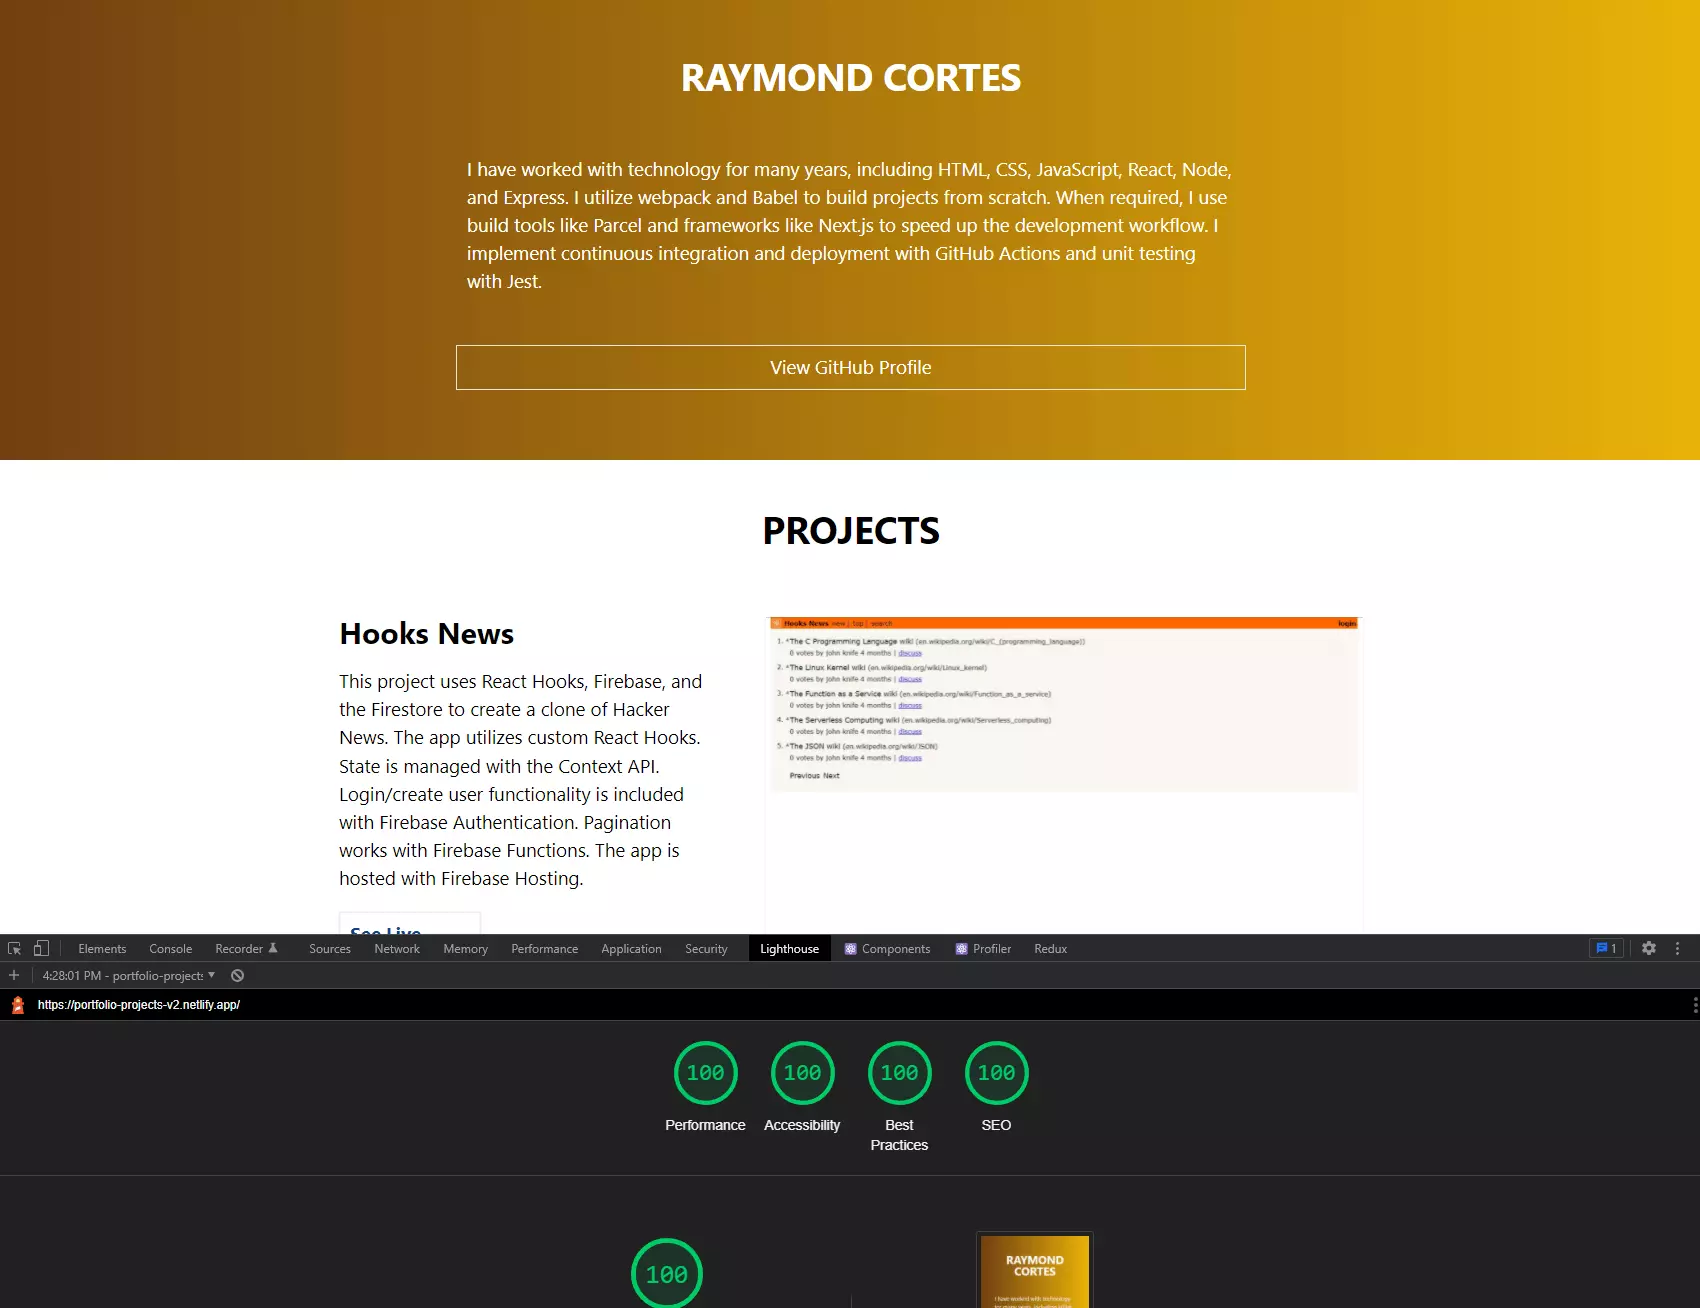 RAYMOND CORTES
I have worked with technology for many years, including HTML, CSS, JavaScript, React, Node,
and Express. I utilize webpack and Babel to build projects from scratch. When required, I use
build tools like Parcel and frameworks like Next.js to speed up the development workflow. I
implement continuous integration and deployment with GitHub Actions and unit testing
with Jest.
View GitHub Profile
PROJECTS
Hooks News
This project uses React Hooks, Firebase, and
the Firestore to create a clone of Hacker
News. The app utilizes custom React Hooks.
State is managed with the Context API.
Login/create user functionality is included
with Firebase Authentication. Pagination
works with Firebase Functions. The app is
hosted with Firebase Hosting.
See Live
Hooks News new | top | search login
1. *The C Programming Language wiki (en.wikipedia.org/wiki/C_(programming_language))
0 votes by john knife 4 months | discuss
2. *The Linux Kernel wiki (en.wikipedia.org/wiki/Linux_kernel)
0 votes by john knife 4 months | discuss
3. *The Function as a Service wiki (en.wikipedia.org/wiki/Function_as_a_service)
0 votes by john knife 4 months | discuss
4. *The Serverless Computing wiki (en.wikipedia.org/wiki/Serverless_computing)
0 votes by john knife 4 months | discuss
5. *The JSON wiki (en.wikipedia.org/wiki/JSON)
0 votes by john knife 4 months | discuss
Previous Next
Elements Console Recorder Sources Network Memory Performance Application Security Lighthouse Components Profiler Redux 1
4:28:01 PM - portfolio-projects
https://portfolio-projects-v2.netlify.app/
100 100 100 100
Performance Accessibility Best Practices SEO
100
RAYMOND
CORTES
I have worked with technology